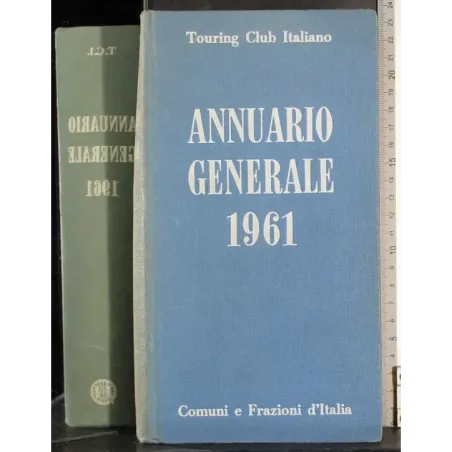 Touring Club Italiano
ANNUARIO
GENERALE
1961
Comuni e Frazioni d'Italia
T.C.I.
ANNUARIO
GENERALE
1961